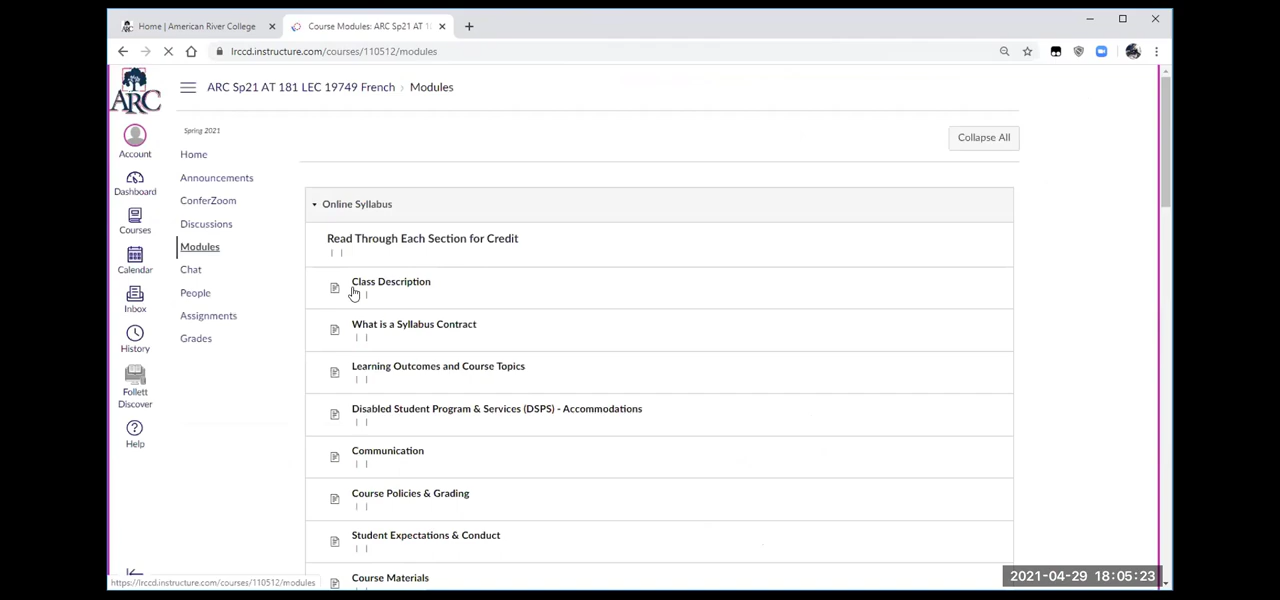 Home | American River College
Course Modules: ARC Sp21 AT 18
lrccd.instructure.com/courses/110512/modules
ARC
ARC Sp21 AT 181 LEC 19749 French › Modules
Spring 2021
Collapse All
Account
Dashboard
Courses
Calendar
Inbox
History
Follett
Discover
Help
Home
Announcements
ConferZoom
Discussions
Modules
Chat
People
Assignments
Grades
Online Syllabus
Read Through Each Section for Credit
Class Description
What is a Syllabus Contract
Learning Outcomes and Course Topics
Disabled Student Program & Services (DSPS) - Accommodations
Communication
Course Policies & Grading
Student Expectations & Conduct
Course Materials
https://lrccd.instructure.com/courses/110512/modules
2021-04-29 18:05:23